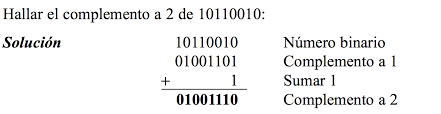 Hallar el complemento a 2 de 10110010:
Solución 10110010 Número binario
01001101 Complemento a 1
+ 1 Sumar 1
01001110 Complemento a 2